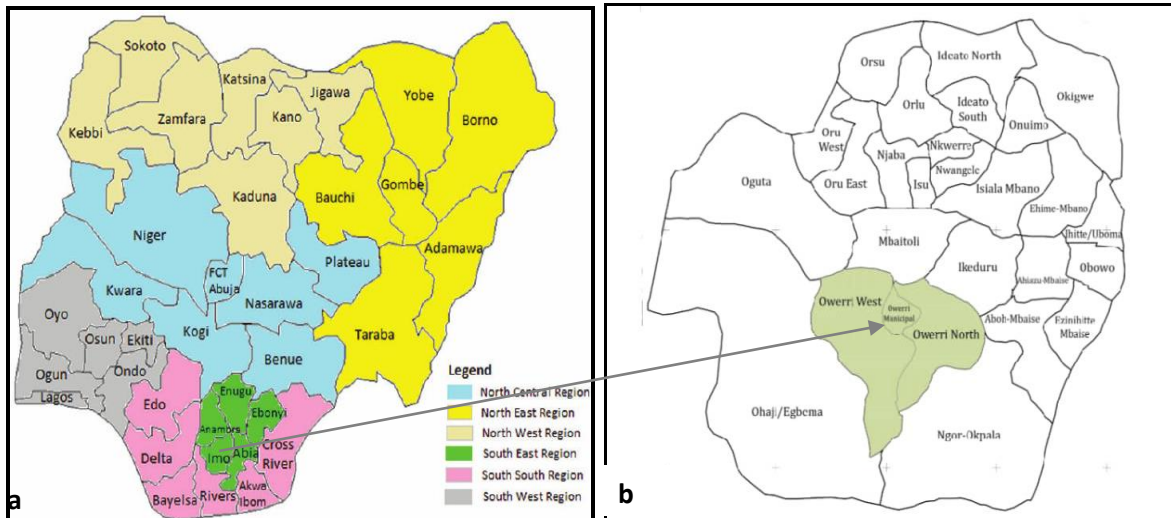 Sokoto
Katsina
Jigawa
Yobe
Borno
Kebbi
Zamfara
Kano
Kaduna
Bauchi
Gombe
Adamawa
Niger
Plateau
FCT
Abuja
Kwara
Nasarawa
Taraba
Oyo
Kogi
Osun
Ekiti
Ogun
Ondo
Lagos
Benue
Edo
Enugu
Ebonyi
Anambra
Delta
Imo
Abia
Cross
River
Bayelsa
Rivers
Akwa
Ibom
Legend
North Central Region
North East Region
North West Region
South East Region
South South Region
South West Region
a
Orsu
Ideato North
Orlu
Ideato
South
Okigwe
Oru
West
Onuimo
Nkwerre
Njaba
Nwangele
Oguta
Oru East
Isu
Isiala Mbano
Ehime-Mbano
Mbaitoli
Ihitte/Uboma
Ikeduru
Obowo
Ahiazu-Mbaise
Owerri West
Owerri
Municipal
Aboh-Mbaise
Ezinihitte
Mbaise
Owerri North
Ohaji/Egbema
Ngor-Okpala
b